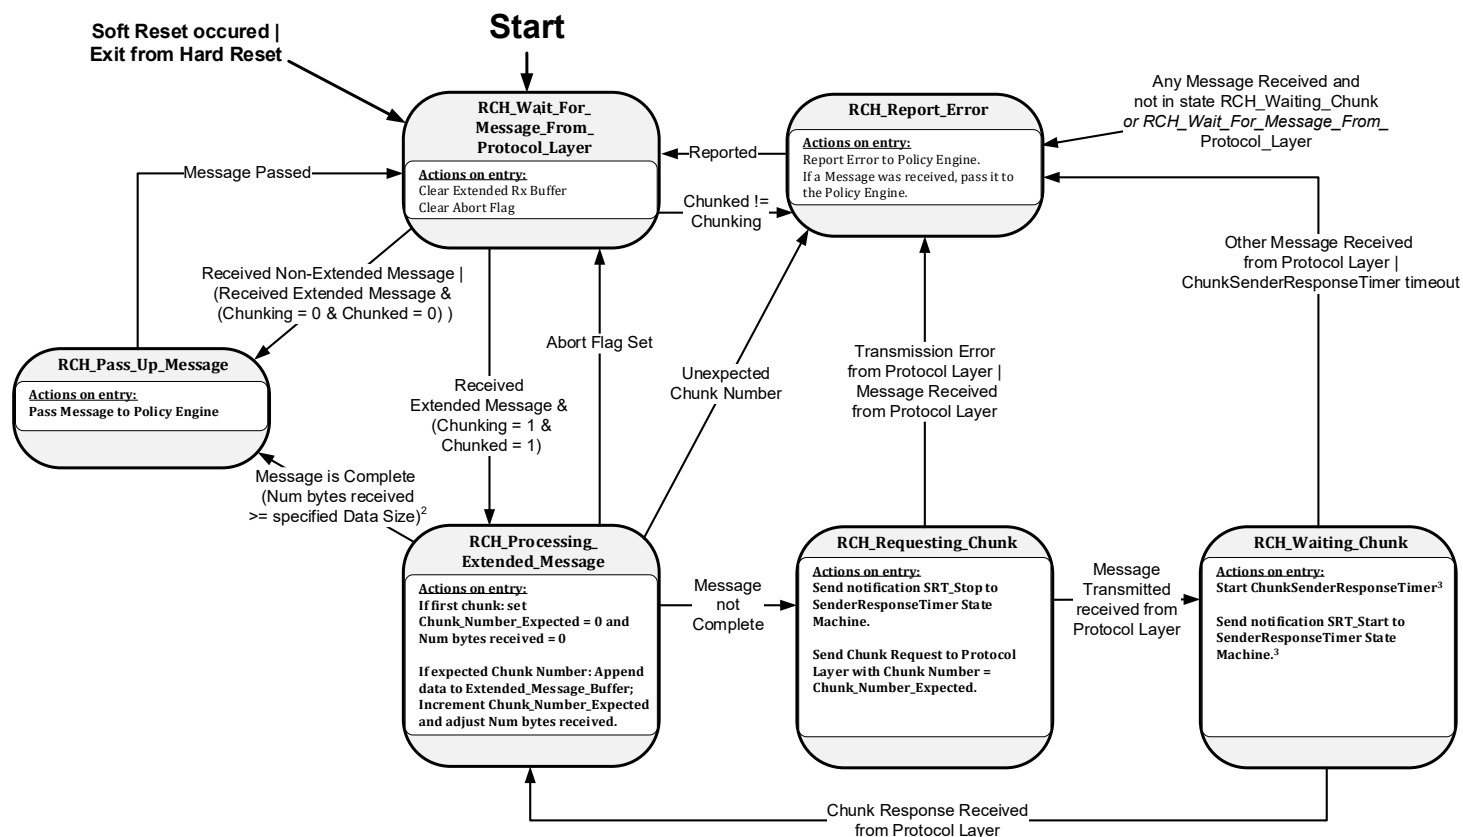 Start
Soft Reset occured |
Exit from Hard Reset
RCH_Wait_For_
Message_From_
Protocol_Layer
Actions on entry:
Clear Extended Rx Buffer
Clear Abort Flag
RCH_Report_Error
Actions on entry:
Report Error to Policy Engine.
If a Message was received, pass it to
the Policy Engine.
Any Message Received and
not in state RCH_Waiting_Chunk
or RCH_Wait_For_Message_From_
Protocol_Layer
Reported
Message Passed
Chunked !=
Chunking
Received Non-Extended Message |
(Received Extended Message &
(Chunking = 0 & Chunked = 0) )
Other Message Received
from Protocol Layer |
ChunkSenderResponseTimer timeout
Abort Flag Set
RCH_Pass_Up_Message
Actions on entry:
Pass Message to Policy Engine
Received
Extended Message &
(Chunking = 1 &
Chunked = 1)
Unexpected
Chunk Number
Transmission Error
from Protocol Layer |
Message Received
from Protocol Layer
Message is Complete
(Num bytes received
>= specified Data Size)²
RCH_Processing_
Extended_Message
Actions on entry:
If first chunk: set
Chunk_Number_Expected = 0 and
Num bytes received = 0
If expected Chunk Number: Append
data to Extended_Message_Buffer;
Increment Chunk_Number_Expected
and adjust Num bytes received.
Message
not
Complete
RCH_Requesting_Chunk
Actions on entry:
Send notification SRT_Stop to
SenderResponseTimer State
Machine.
Send Chunk Request to Protocol
Layer with Chunk Number =
Chunk_Number_Expected.
Message
Transmitted
received from
Protocol Layer
RCH_Waiting_Chunk
Actions on entry:
Start ChunkSenderResponseTimer³
Send notification SRT_Start to
SenderResponseTimer State
Machine.³
Chunk Response Received
from Protocol Layer